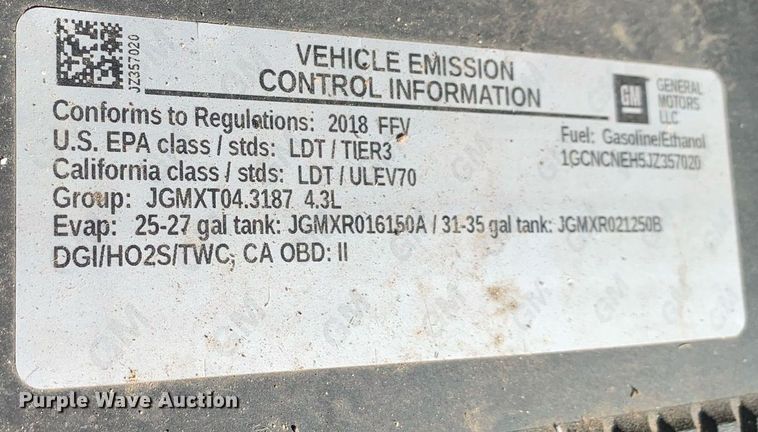 JZ357020
VEHICLE EMISSION
CONTROL INFORMATION
GM
GENERAL
MOTORS
LLC
Conforms to Regulations: 2018 FFV
Fuel: Gasoline/Ethanol
U.S. EPA class / stds: LDT / TIER3
1GCNCNEH5JZ357020
California class / stds: LDT / ULEV70
Group: JGMXT04.3187 4.3L
Evap: 25-27 gal tank: JGMXR016150A / 31-35 gal tank: JGMXR021250B
DGI/HO2S/TWC, CA OBD: II
Purple Wave Auction